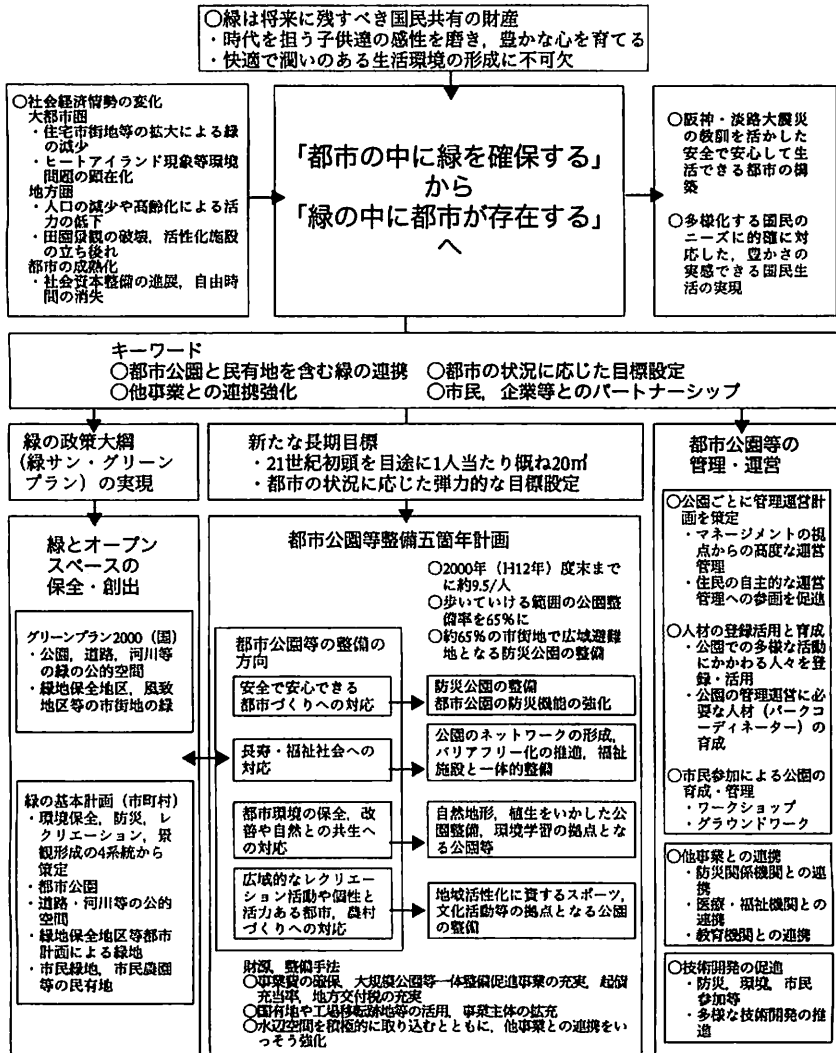 ○緑は将来に残すべき国民共有の財産
・時代を担う子供達の感性を磨き，豊かな心を育てる
・快適で潤いのある生活環境の形成に不可欠
○社会経済情勢の変化
大都市圏
・住宅市街地等の拡大による緑
の減少
・ヒートアイランド現象等環境
問題の顕在化
地方圏
・人口の減少や高齢化による活
力の低下
・田園景観の破壊，活性化施設
の立ち後れ
都市の成熟化
・社会資本整備の進展，自由時
間の消失
「都市の中に緑を確保する」
から
「緑の中に都市が存在する」
へ
○阪神・淡路大震災
の教訓を活かした
安全で安心して生
活できる都市の構
築
○多様化する国民の
ニーズに的確に対
応した，豊かさの
実感できる国民生
活の実現
キーワード
○都市公園と民有地を含む緑の連携　○都市の状況に応じた目標設定
○他事業との連携強化　○市民，企業等とのパートナーシップ
緑の政策大綱
（緑サン・グリーン
プラン）の実現
緑とオープン
スペースの
保全・創出
グリーンプラン2000（国）
・公園，道路，河川等
の緑の公的空間
・緑地保全地区，風致
地区等の市街地の緑
緑の基本計画（市町村）
・環境保全，防災，レ
クリエーション，景
観形成の4系統から
策定
・都市公園
・道路・河川等の公的
空間
・緑地保全地区等都市
計画による緑地
・市民緑地，市民農園
等の民有地
新たな長期目標
・21世紀初頭を目途に1人当たり概ね20㎡
・都市の状況に応じた弾力的な目標設定
都市公園等整備五箇年計画
○2000年（H12年）度末まで
に約9.5/人
○歩いていける範囲の公園整
備率を65%に
○約65%の市街地で広域避難
地となる防災公園の整備
都市公園等の整備
の方向
安全で安心できる
都市づくりへの対応
防災公園の整備
都市公園の防災機能の強化
長寿・福祉社会への
対応
公園のネットワークの形成，
バリアフリー化の推進，福祉
施設と一体的整備
都市環境の保全，改
善や自然との共生へ
の対応
自然地形，植生をいかした公
園整備，環境学習の拠点とな
る公園等
広域的なレクリエ
ーション活動や個性と
活力ある都市，農村
づくりへの対応
地域活性化に資するスポーツ，
文化活動等の拠点となる公園
の整備
財源，整備手法
○事業費の確保，大規模公園等一体整備促進事業の充実，起債
充当率，地方交付税の充実
○国有地や工場移転跡地等の活用，事業主体の拡充
○水辺空間を積極的に取り込むとともに，他事業との連携をい
っそう強化
都市公園等の
管理・運営
○公園ごとに管理運営計
画を策定
・マネージメントの視
点からの高度な運営
管理
・住民の自主的な運営
管理への参画を促進
○人材の登録活用と育成
・公園での多様な活動
にかかわる人々を登
録・活用
・公園の管理運営に必
要な人材（パークコ
ーディネーター）の
育成
○市民参加による公園の
育成・管理
・ワークショップ
・グラウンドワーク
○他事業との連携
・防災関係機関との連
携
・医療・福祉機関との
連携
・教育機関との連携
○技術開発の促進
・防災，環境，市民
参加等
・多様な技術開発の推
進